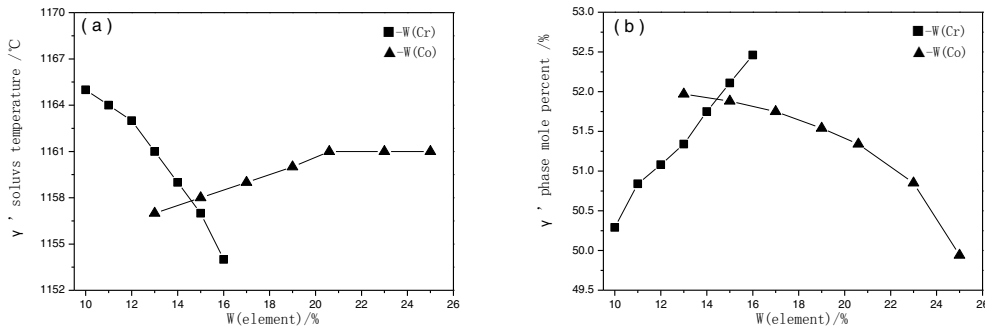 (a)
-W(Cr)
-W(Co)
γ ' soluvs temperature /℃
1170
1167
1164
1161
1158
1155
1152
10 12 14 16 18 20 22 24 26
W(element)/%
(b)
-W(Cr)
-W(Co)
γ ' phase mole percent /%
53.0
52.5
52.0
51.5
51.0
50.5
50.0
49.5
10 12 14 16 18 20 22 24 26
W(element)/%